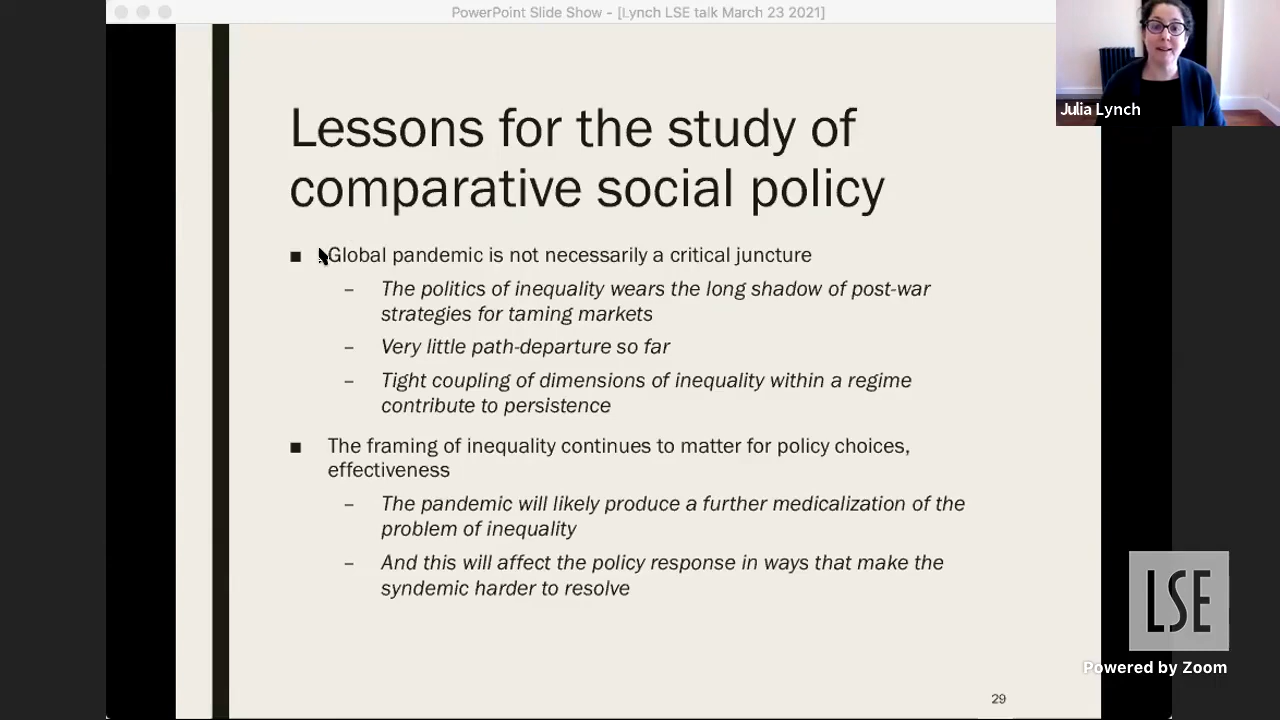 PowerPoint Slide Show - [Lynch LSE talk March 23 2021]
Julia Lynch
Lessons for the study of
comparative social policy
■ Global pandemic is not necessarily a critical juncture
– The politics of inequality wears the long shadow of post-war
strategies for taming markets
– Very little path-departure so far
– Tight coupling of dimensions of inequality within a regime
contribute to persistence
■ The framing of inequality continues to matter for policy choices,
effectiveness
– The pandemic will likely produce a further medicalization of the
problem of inequality
– And this will affect the policy response in ways that make the
syndemic harder to resolve
LSE
Powered by Zoom
29